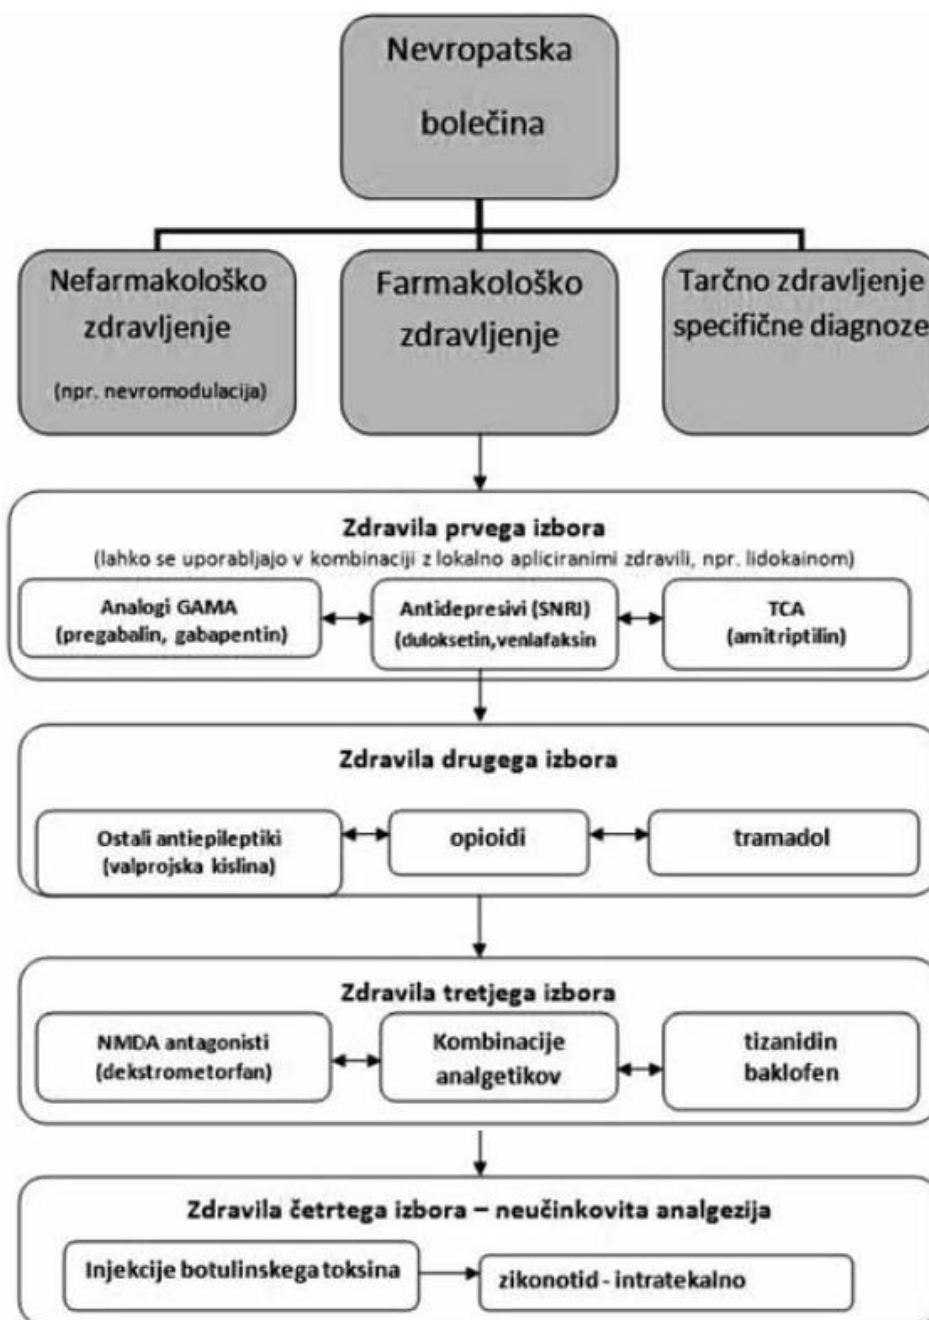 Nevropatska
bolečina
Nefarmakološko
zdravljenje
(npr. nevromodulacija)
Farmakološko
zdravljenje
Tarčno zdravljenje
specifične diagnoze
Zdravila prvega izbora
(lahko se uporabljajo v kombinaciji z lokalno apliciranimi zdravili, npr. lidokainom)
Analogi GAMA
(pregabalin, gabapentin)
Antidepresivi (SNRI)
(duloksetin,venlafaksin
TCA
(amitriptilin)
Zdravila drugega izbora
Ostali antiepileptiki
(valprojska kislina)
opioidi
tramadol
Zdravila tretjega izbora
NMDA antagonisti
(dekstrometorfan)
Kombinacije
analgetikov
tizanidin
baklofen
Zdravila četrtega izbora – neučinkovita analgezija
Injekcije botulinskega toksina
zikonotid - intratekalno